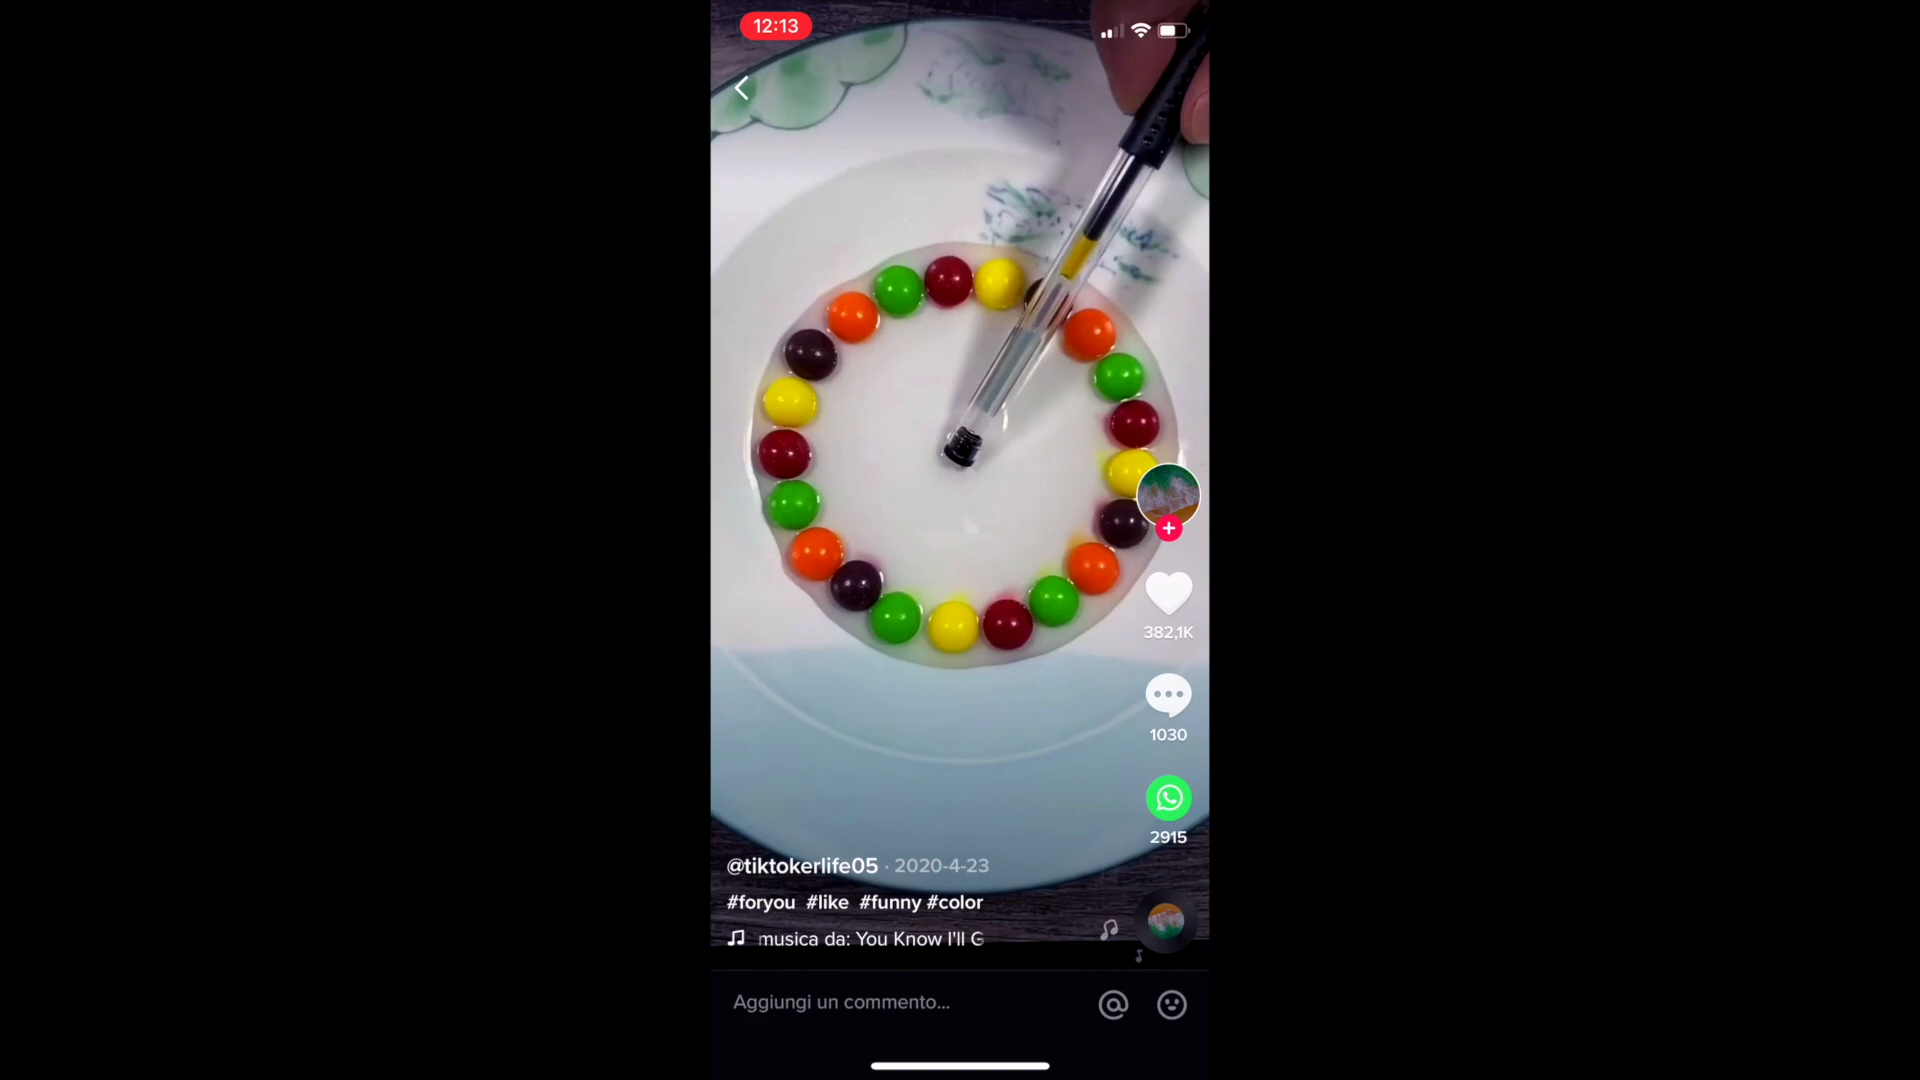 12:13
382,1K
1030
2915
@tiktokerlife05 · 2020-4-23
#foryou #like #funny #color
musica da: You Know I'll G
Aggiungi un commento...